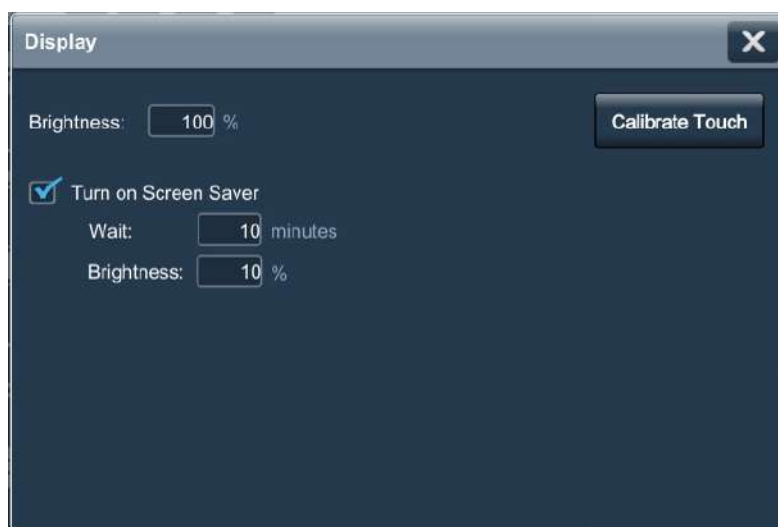 Display
Brightness: 100 %
Calibrate Touch
Turn on Screen Saver
Wait: 10 minutes
Brightness: 10 %